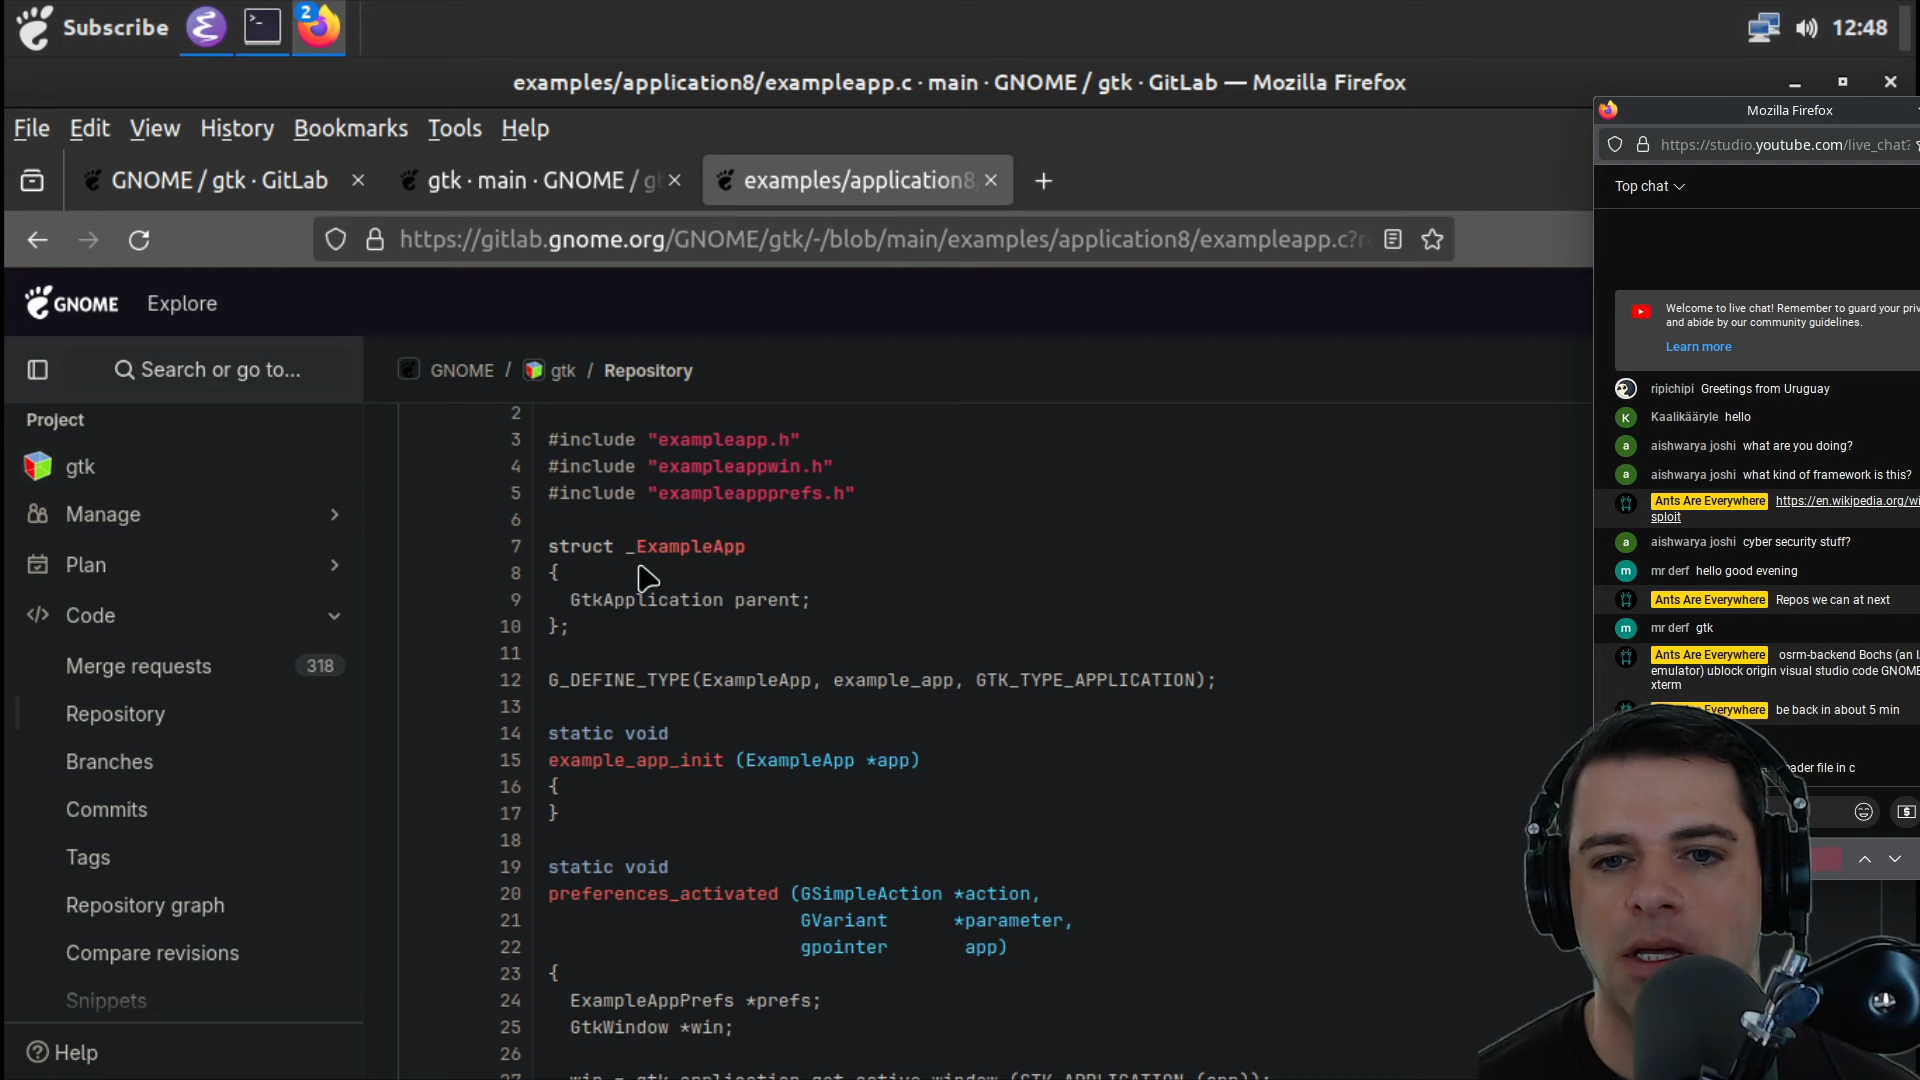 Subscribe
2
12:48
examples/application8/exampleapp.c · main · GNOME / gtk · GitLab — Mozilla Firefox
File Edit View History Bookmarks Tools Help
GNOME / gtk · GitLab
gtk · main · GNOME / gt
examples/application8
https://gitlab.gnome.org/GNOME/gtk/-/blob/main/examples/application8/exampleapp.c?r
GNOME Explore
Search or go to...
GNOME / gtk / Repository
Project
gtk
Manage
Plan
Code
Merge requests 318
Repository
Branches
Commits
Tags
Repository graph
Compare revisions
Snippets
Help
2
3 #include "exampleapp.h"
4 #include "exampleappwin.h"
5 #include "exampleappprefs.h"
6
7 struct _ExampleApp
8 {
9 GtkApplication parent;
10 };
11
12 G_DEFINE_TYPE(ExampleApp, example_app, GTK_TYPE_APPLICATION);
13
14 static void
15 example_app_init (ExampleApp *app)
16 {
17 }
18
19 static void
20 preferences_activated (GSimpleAction *action,
21 GVariant *parameter,
22 gpointer app)
23 {
24 ExampleAppPrefs *prefs;
25 GtkWindow *win;
26
27 win = gtk_application_get_active_window (GTK_APPLICATION (app));
Mozilla Firefox
https://studio.youtube.com/live_chat?
Top chat
Welcome to live chat! Remember to guard your priv
and abide by our community guidelines.
Learn more
ripichipi Greetings from Uruguay
K Kaalikääryle hello
a aishwarya joshi what are you doing?
a aishwarya joshi what kind of framework is this?
Ants Are Everywhere https://en.wikipedia.org/wi
sploit
a aishwarya joshi cyber security stuff?
m mr derf hello good evening
Ants Are Everywhere Repos we can at next
m mr derf gtk
Ants Are Everywhere osrm-backend Bochs (an I
emulator) ublock origin visual studio code GNOME
xterm
Everywhere be back in about 5 min
ader file in c